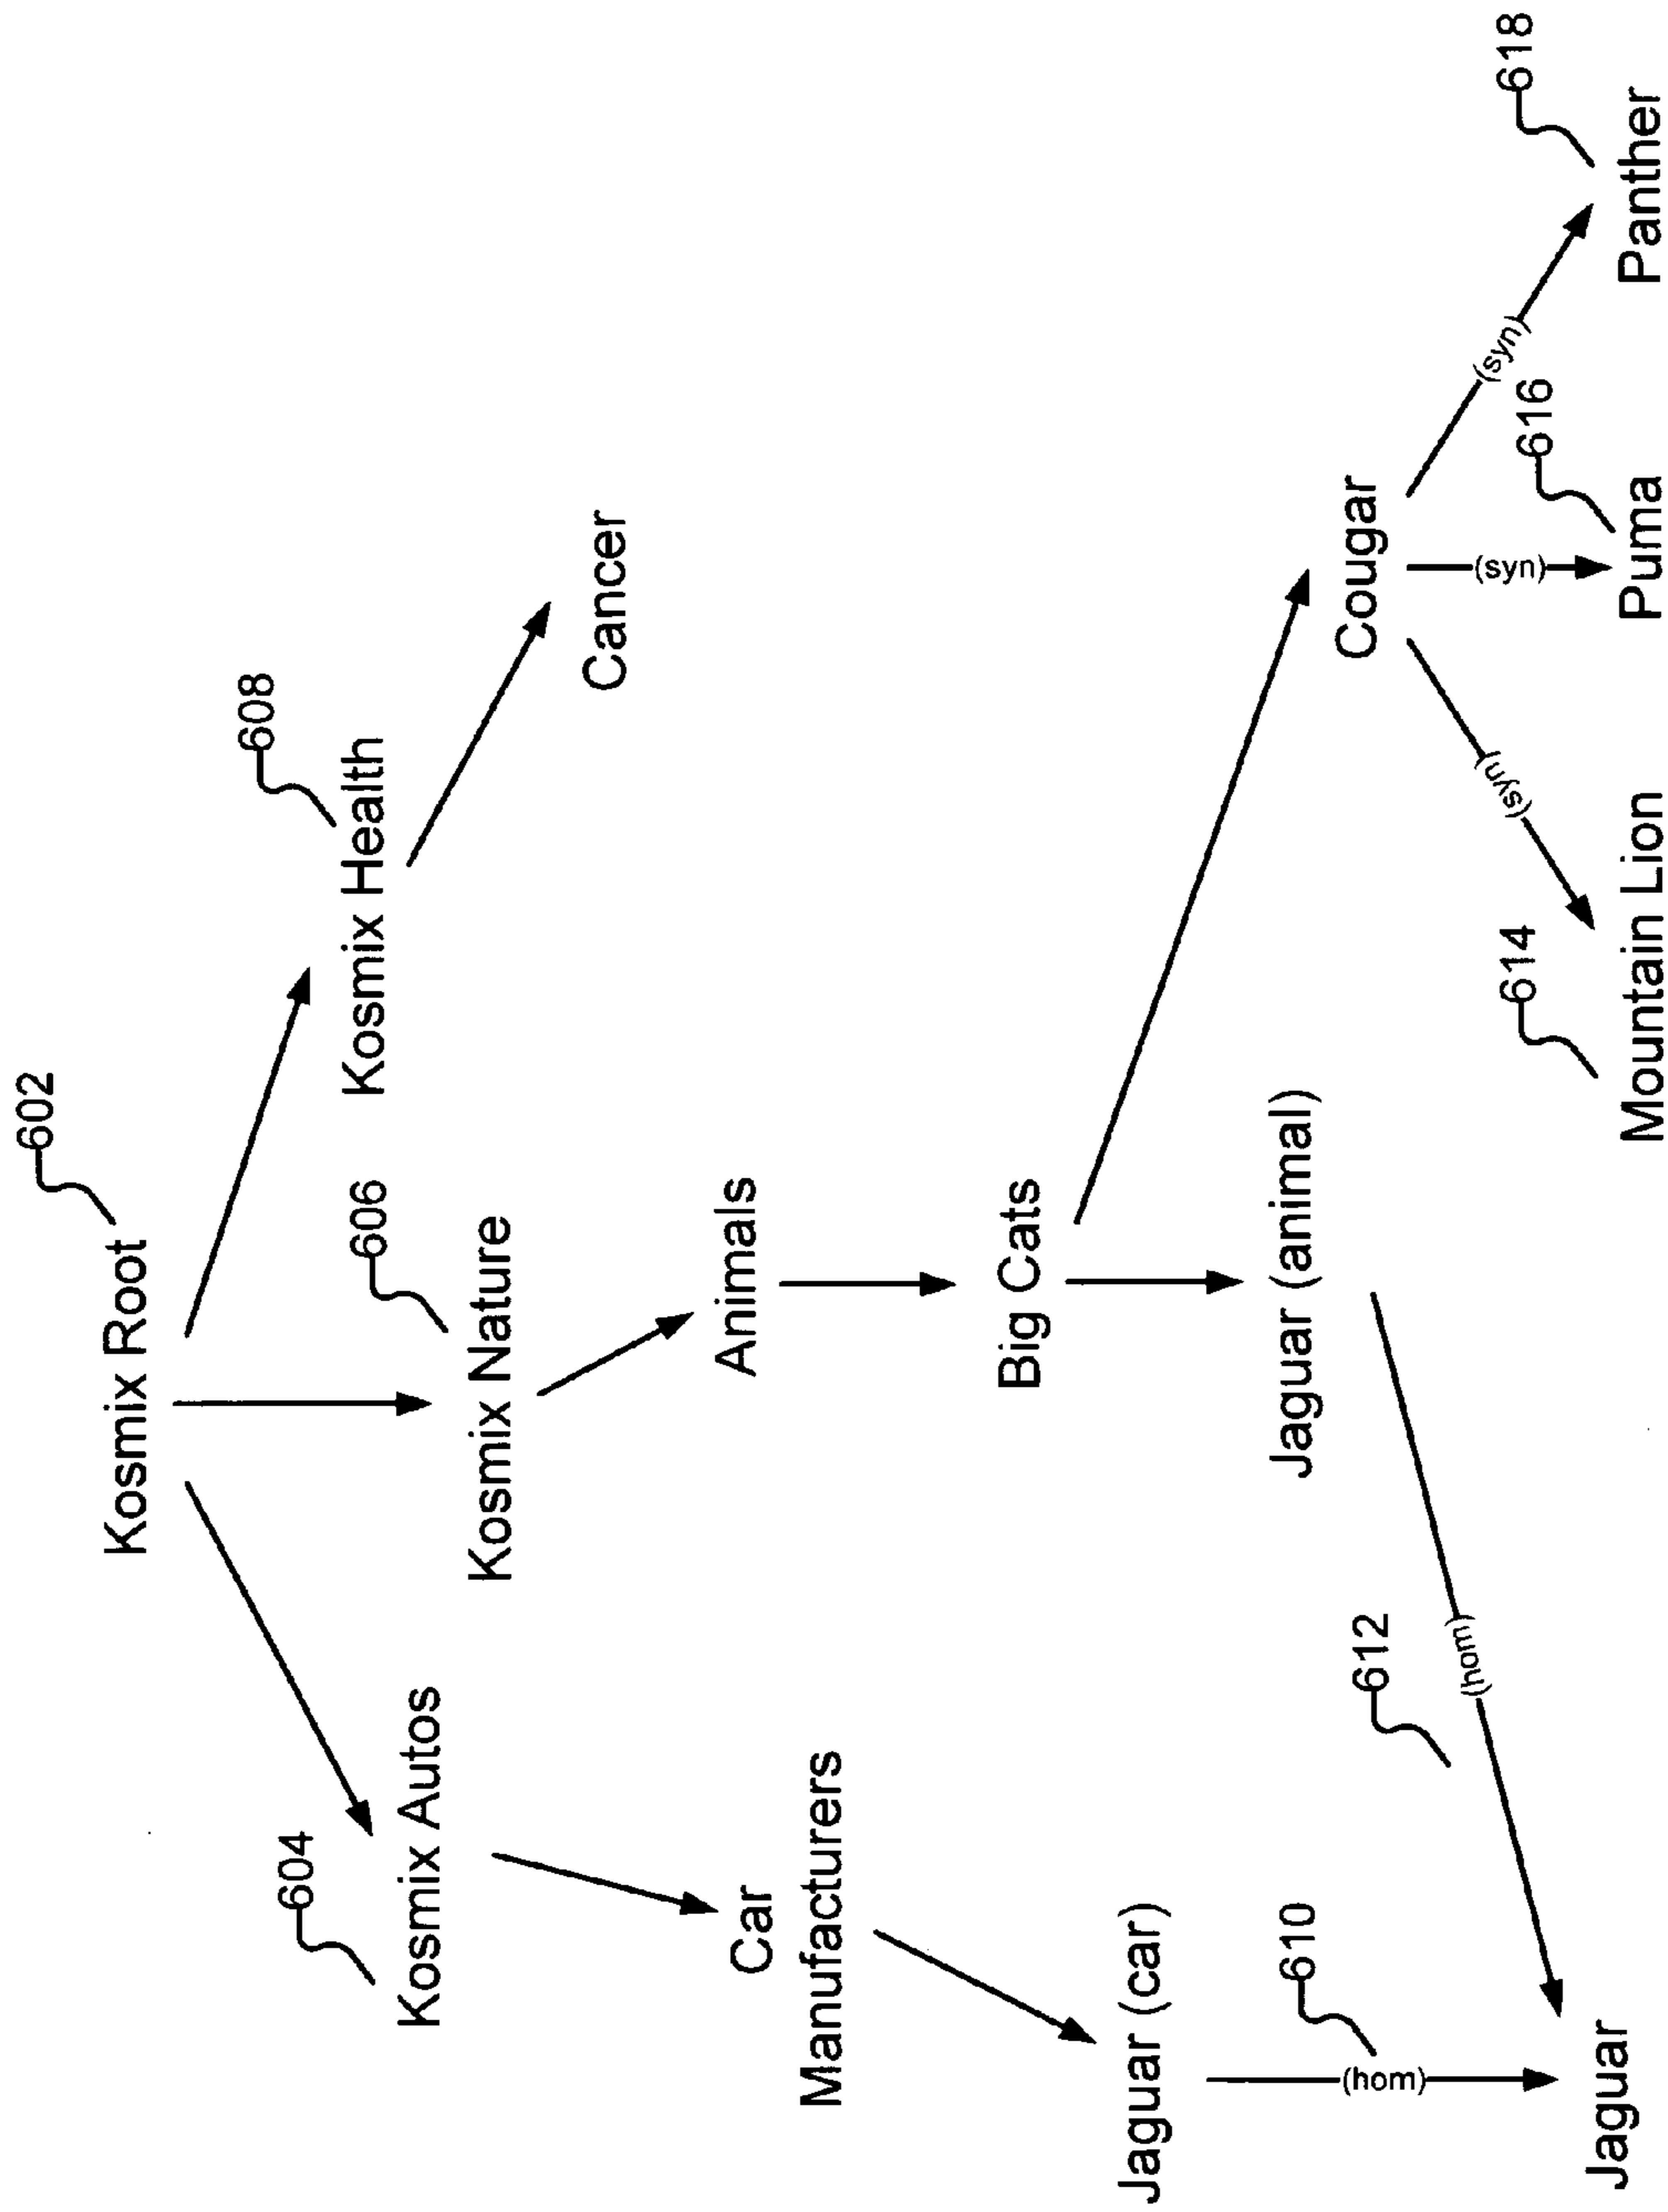 602
Kosmix Root
608
Kosmix Health
604
Kosmix Autos
606
Kosmix Nature
Cancer
Car
Manufacturers
Animals
Big Cats
Jaguar (car)
Jaguar (animal)
Cougar
610
(hom)
612
(hom)
(syn)
(syn)
(syn)
614
616
618
Jaguar
Mountain Lion
Puma
Panther